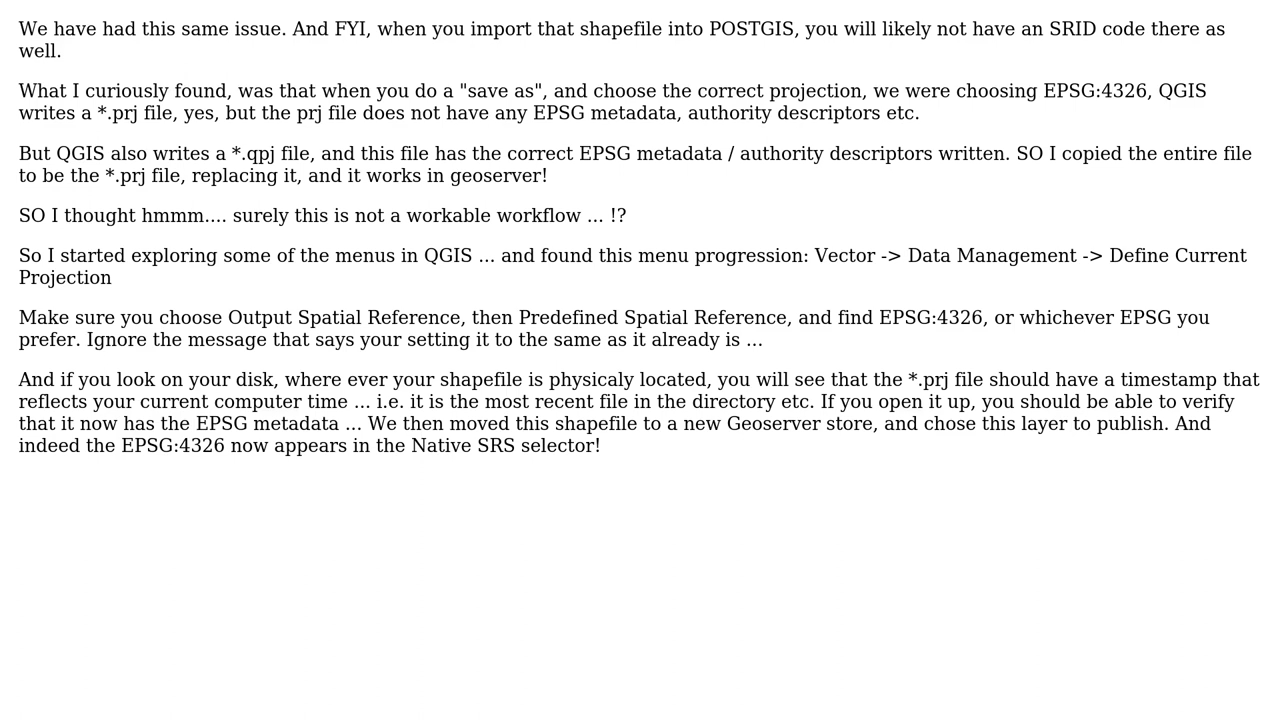 We have had this same issue. And FYI, when you import that shapefile into POSTGIS, you will likely not have an SRID code there as
well.
What I curiously found, was that when you do a "save as", and choose the correct projection, we were choosing EPSG:4326, QGIS
writes a *.prj file, yes, but the prj file does not have any EPSG metadata, authority descriptors etc.
But QGIS also writes a *.qpj file, and this file has the correct EPSG metadata / authority descriptors written. SO I copied the entire file
to be the *.prj file, replacing it, and it works in geoserver!
SO I thought hmmm.... surely this is not a workable workflow ... !?
So I started exploring some of the menus in QGIS ... and found this menu progression: Vector -> Data Management -> Define Current
Projection
Make sure you choose Output Spatial Reference, then Predefined Spatial Reference, and find EPSG:4326, or whichever EPSG you
prefer. Ignore the message that says your setting it to the same as it already is ...
And if you look on your disk, where ever your shapefile is physicaly located, you will see that the *.prj file should have a timestamp that
reflects your current computer time ... i.e. it is the most recent file in the directory etc. If you open it up, you should be able to verify
that it now has the EPSG metadata ... We then moved this shapefile to a new Geoserver store, and chose this layer to publish. And
indeed the EPSG:4326 now appears in the Native SRS selector!